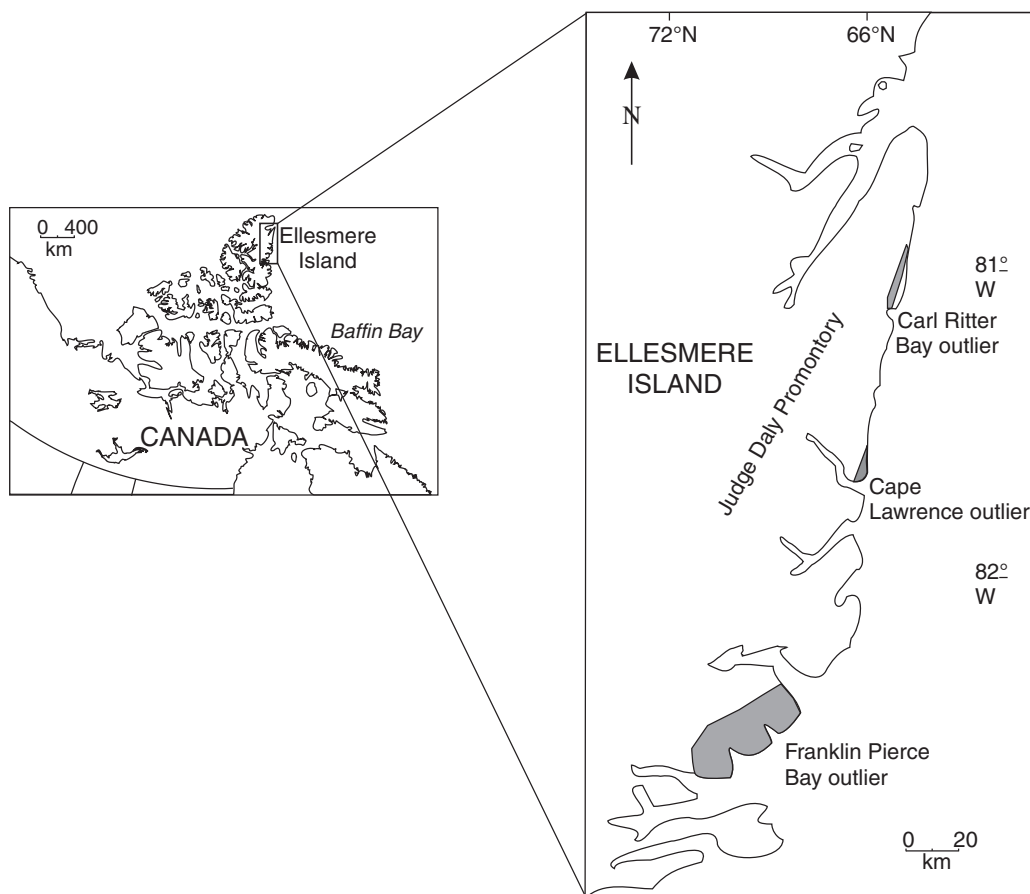 0 400
km
Ellesmere
Island
Baffin Bay
CANADA
72°N
66°N
N
81°
W
Carl Ritter
Bay outlier
ELLESMERE
ISLAND
Judge Daly Promontory
Cape
Lawrence outlier
82°
W
Franklin Pierce
Bay outlier
0 20
km